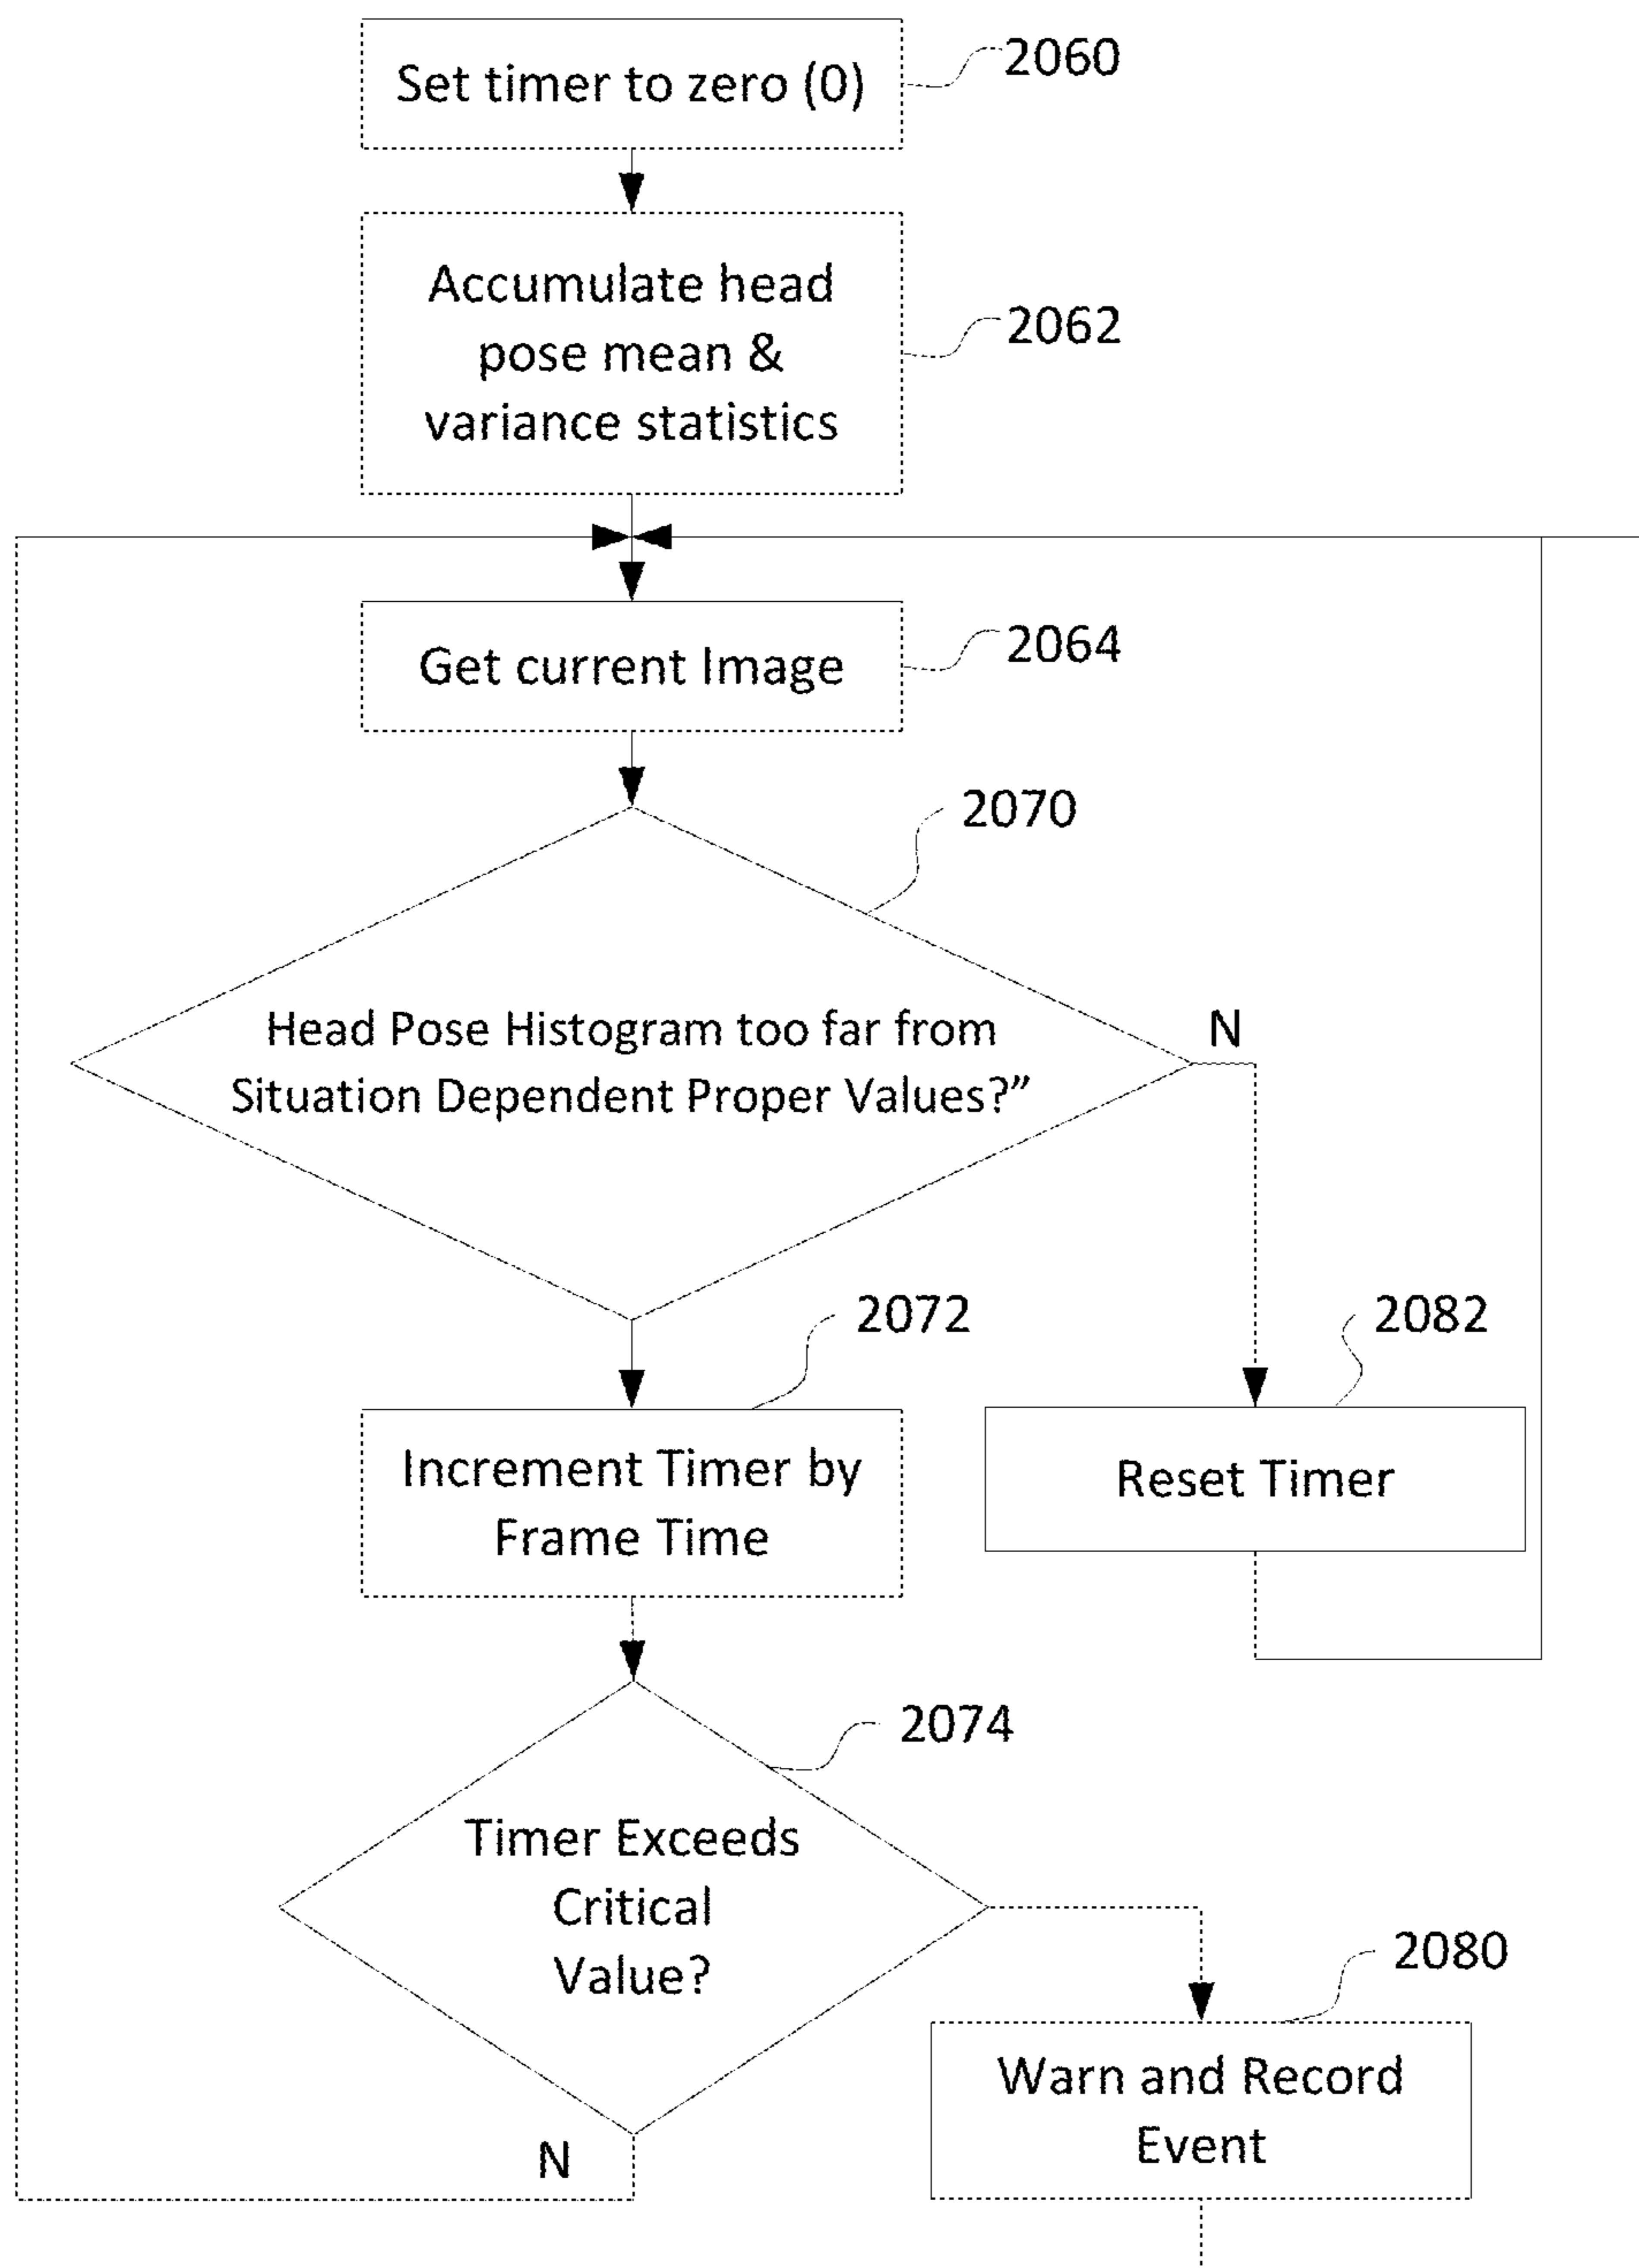 Set timer to zero (0)
2060
Accumulate head
pose mean &
variance statistics
2062
Get current Image
2064
2070
Head Pose Histogram too far from
Situation Dependent Proper Values?”
N
2072
Increment Timer by
Frame Time
2082
Reset Timer
2074
Timer Exceeds
Critical
Value?
N
2080
Warn and Record
Event